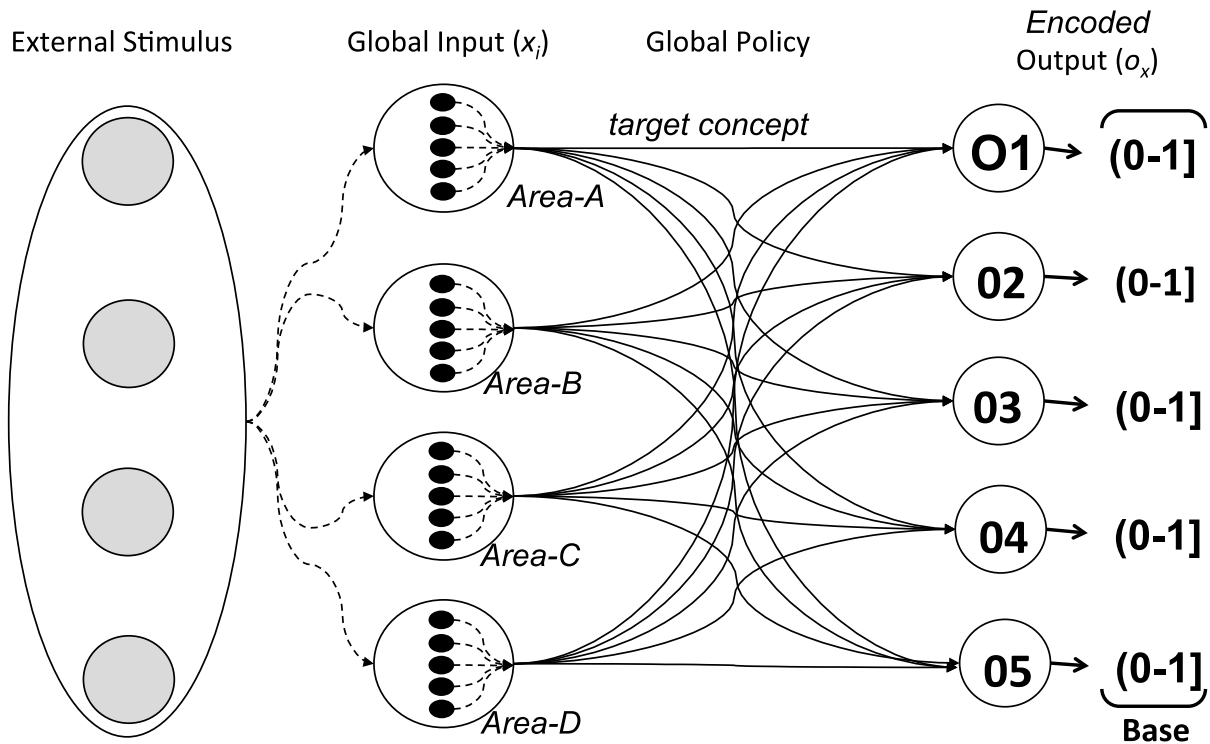 External Stimulus
Global Input (xᵢ)
Global Policy
Encoded
Output (oₓ)
target concept
Area-A
O1
(0-1]
Area-B
02
(0-1]
Area-C
03
(0-1]
04
(0-1]
Area-D
05
(0-1]
Base